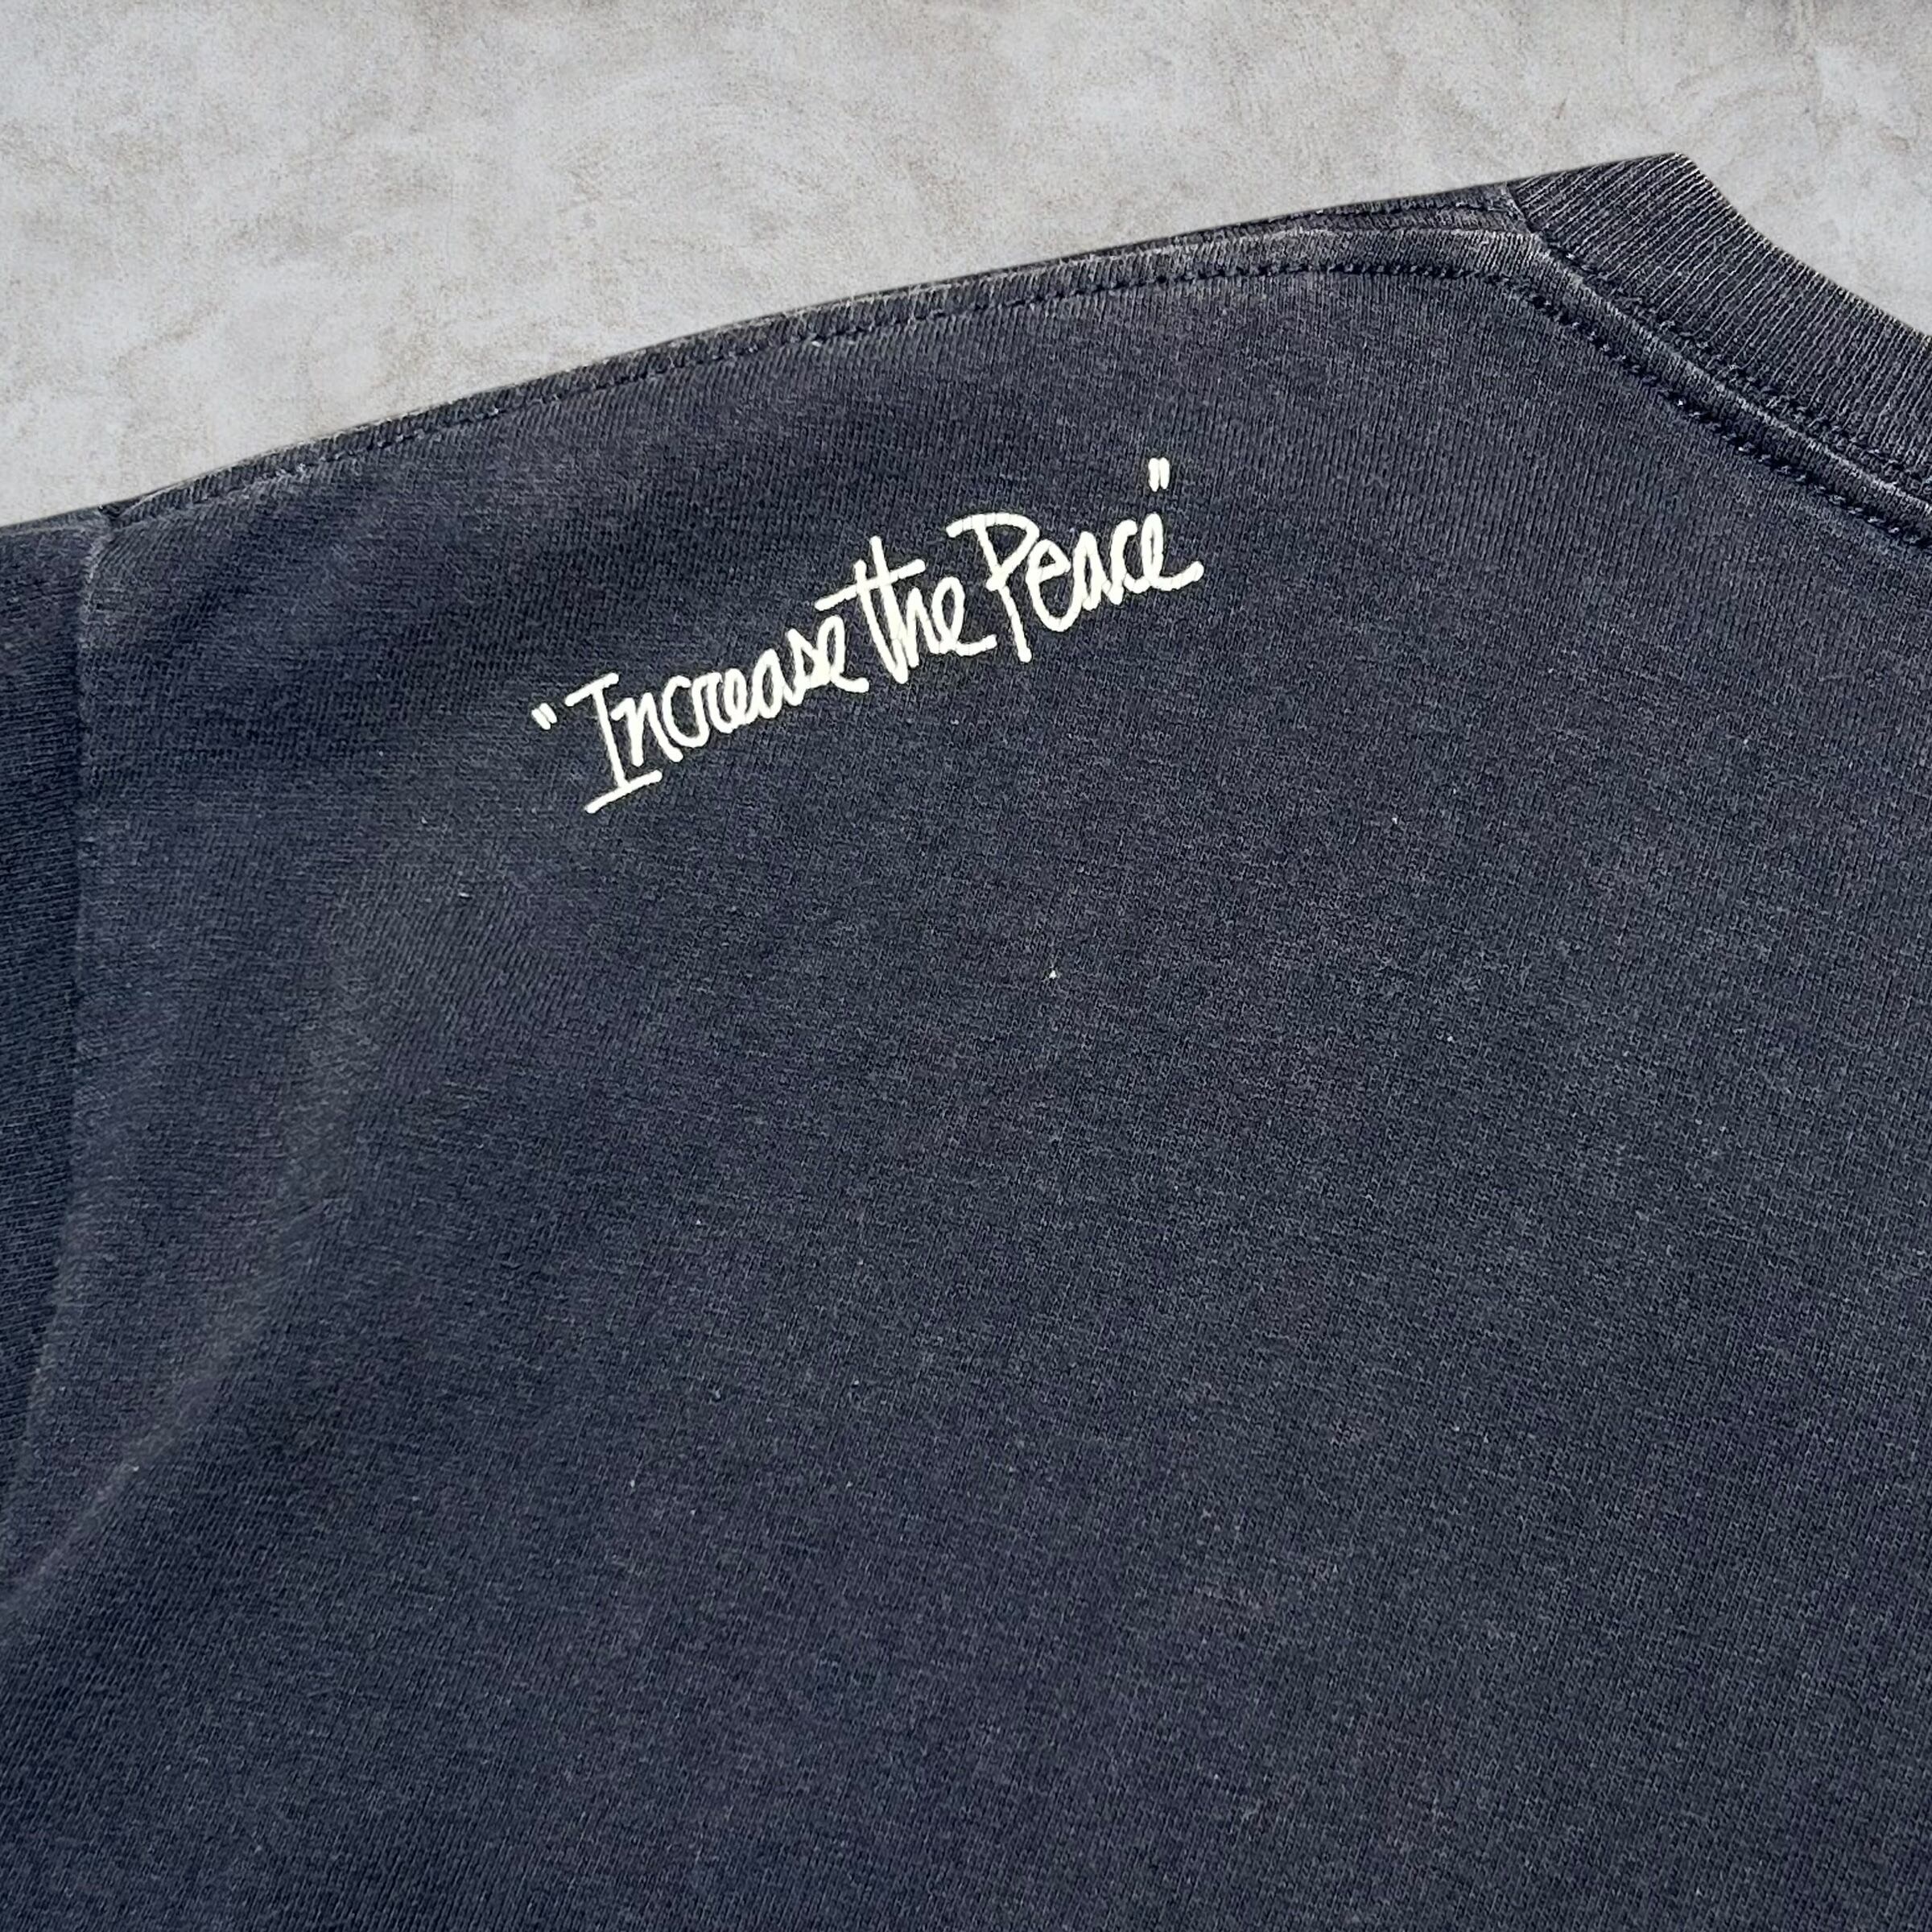 "Increase the Peace"